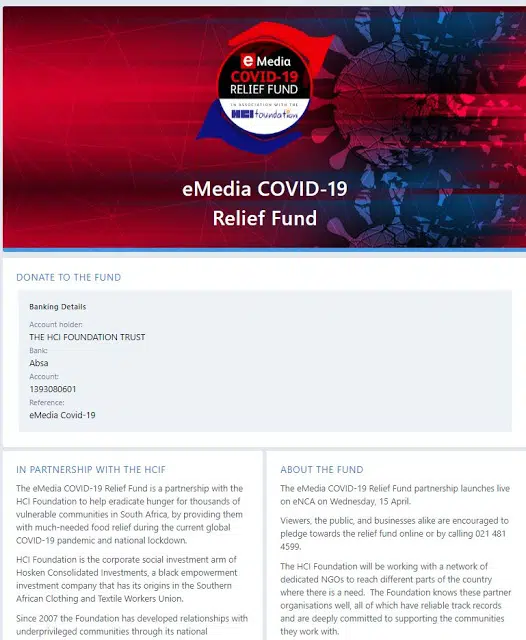 e Media
COVID-19
RELIEF FUND
IN ASSOCIATION WITH THE
HCI foundation
eMedia COVID-19
Relief Fund
DONATE TO THE FUND
Banking Details
Account holder:
THE HCI FOUNDATION TRUST
Bank:
Absa
Account:
1393080601
Reference:
eMedia Covid-19
IN PARTNERSHIP WITH THE HCIF
The eMedia COVID-19 Relief Fund is a partnership with the
HCI Foundation to help eradicate hunger for thousands of
vulnerable communities in South Africa, by providing them
with much-needed food relief during the current global
COVID-19 pandemic and national lockdown.
HCI Foundation is the corporate social investment arm of
Hosken Consolidated Investments, a black empowerment
investment company that has its origins in the Southern
African Clothing and Textile Workers Union.
Since 2007 the Foundation has developed relationships with
underprivileged communities through its national
ABOUT THE FUND
The eMedia COVID-19 Relief Fund partnership launches live
on eNCA on Wednesday, 15 April.
Viewers, the public, and businesses alike are encouraged to
pledge towards the relief fund online or by calling 021 481
4599.
The HCI Foundation will be working with a network of
dedicated NGOs to reach different parts of the country
where there is a need. The Foundation knows these partner
organisations well, all of which have reliable track records
and are deeply committed to supporting the communities
they work with.